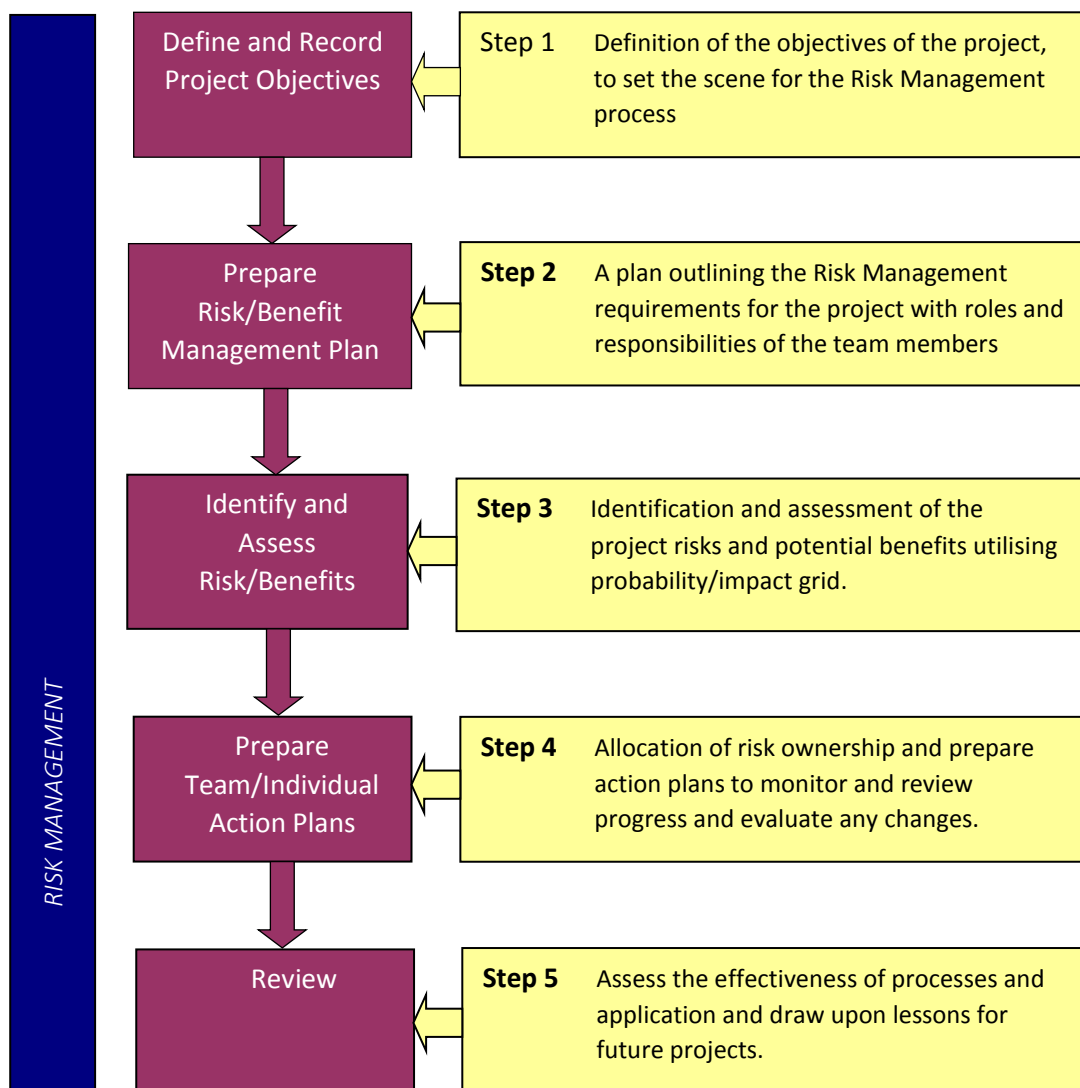 RISK MANAGEMENT
Define and Record
Project Objectives
Step 1
Definition of the objectives of the project,
to set the scene for the Risk Management
process
Prepare
Risk/Benefit
Management Plan
Step 2
A plan outlining the Risk Management
requirements for the project with roles and
responsibilities of the team members
Identify and
Assess
Risk/Benefits
Step 3
Identification and assessment of the
project risks and potential benefits utilising
probability/impact grid.
Prepare
Team/Individual
Action Plans
Step 4
Allocation of risk ownership and prepare
action plans to monitor and review
progress and evaluate any changes.
Review
Step 5
Assess the effectiveness of processes and
application and draw upon lessons for
future projects.